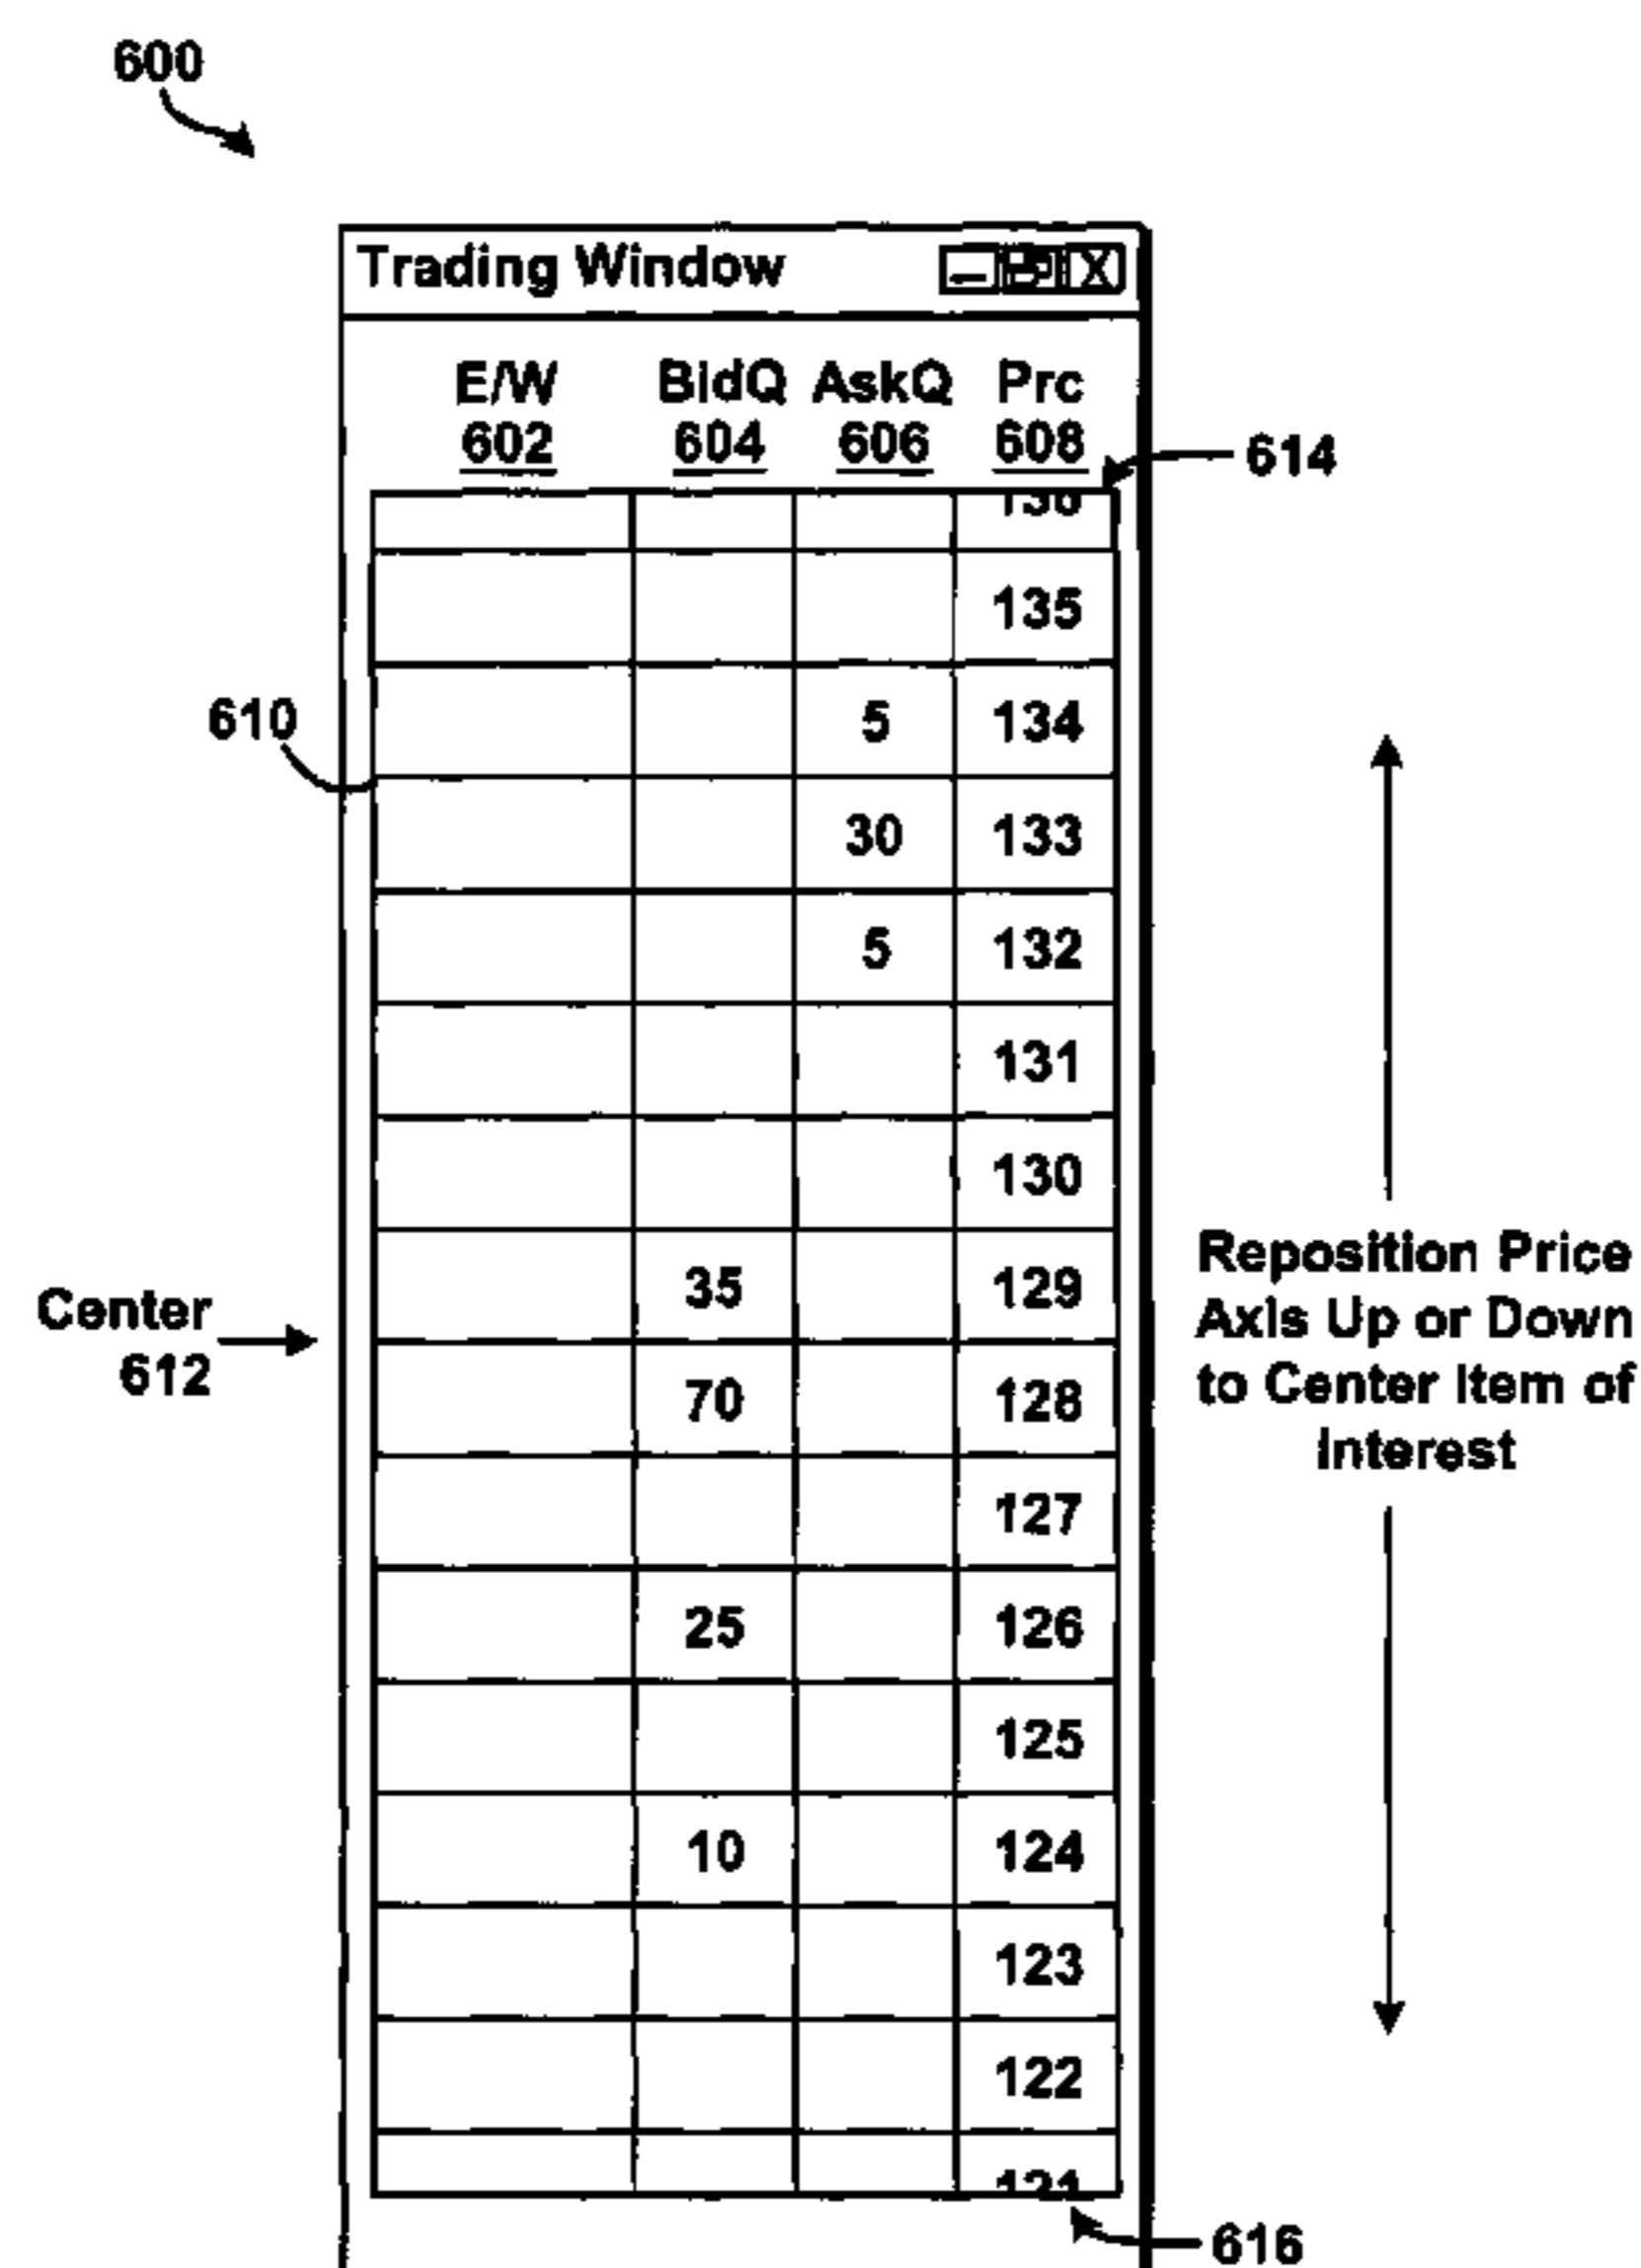 600
Trading Window
E/W BidQ AskQ Prc
602 604 606 608
614
136
135
610
5 134
30 133
5 132
131
130
35 129
Center
612
70 128
Reposition Price
Axis Up or Down
to Center Item of
Interest
127
25 126
125
10 124
123
122
121
616